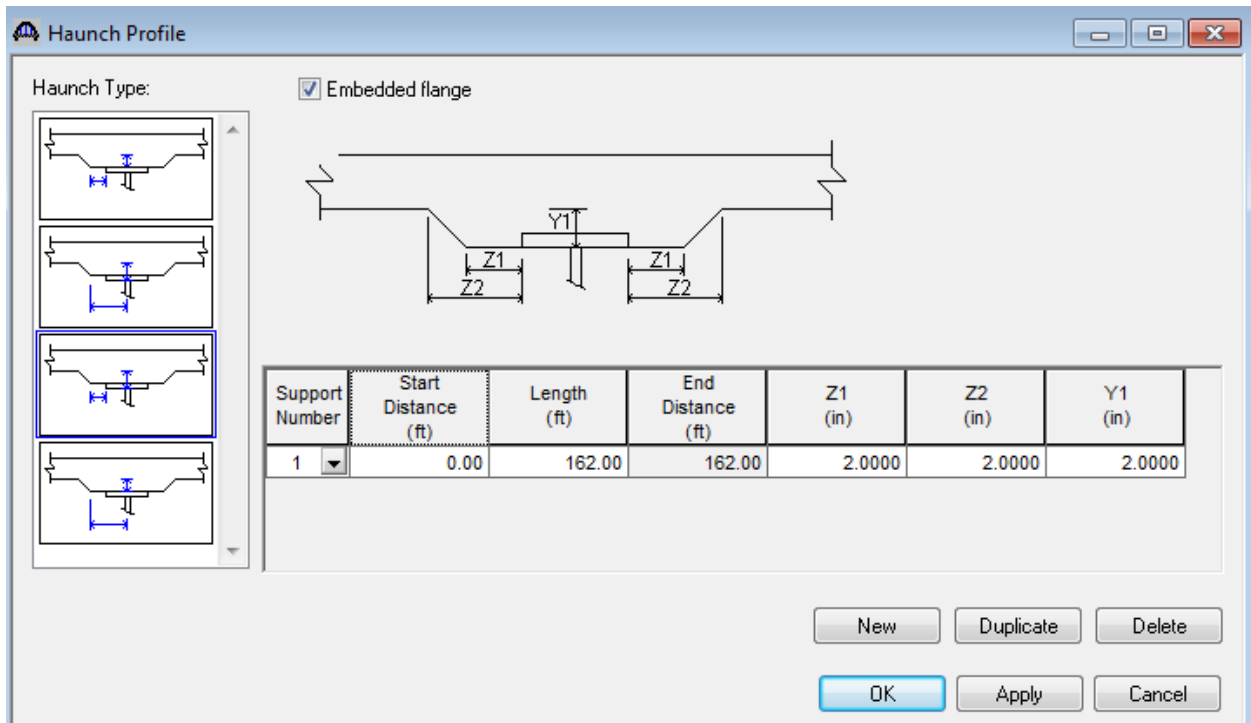 Haunch Profile
Haunch Type:
Embedded flange
Y1
Z1 Z1
Z2 Z2
Support Number Start Distance (ft) Length (ft) End Distance (ft) Z1 (in) Z2 (in) Y1 (in)
1 0.00 162.00 162.00 2.0000 2.0000 2.0000
New Duplicate Delete
OK Apply Cancel